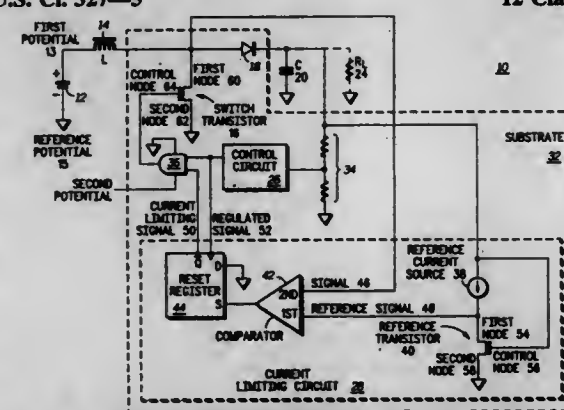 U.S. Cl. 327—5
12 Cla
FIRST
POTENTIAL
13
14
L
12
REFERENCE
POTENTIAL
15
CONTROL
NODE 64
FIRST
NODE 60
SECOND
NODE 62
SWITCH
TRANSISTOR
16
18
C
20
RL
24
10
SUBSTRATE
32
36
CONTROL
CIRCUIT
26
34
SECOND
POTENTIAL
CURRENT
LIMITING
SIGNAL 50
REGULATED
SIGNAL 52
Q
D
RESET
REGISTER
44
S
42
2ND
1ST
COMPARATOR
SIGNAL 46
REFERENCE SIGNAL 48
REFERENCE
CURRENT
SOURCE 38
REFERENCE
TRANSISTOR
40
FIRST
NODE 54
SECOND
NODE 58
CONTROL
NODE 56
CURRENT
LIMITING CIRCUIT 28